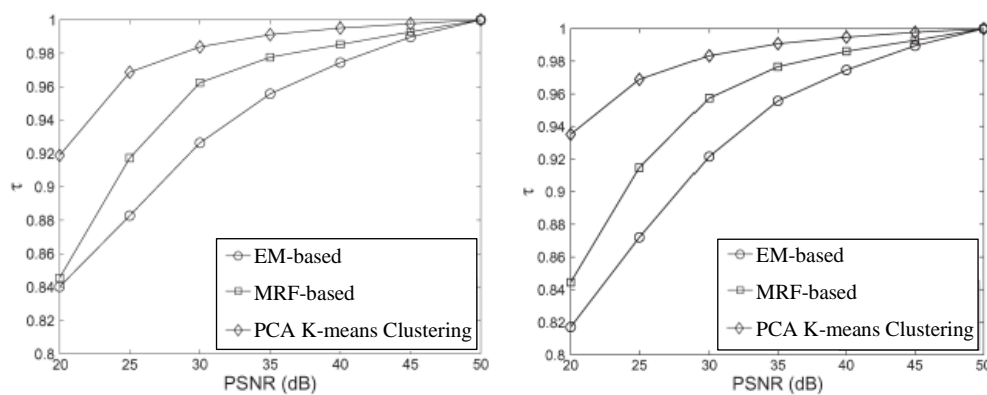 1
0.98
0.96
0.94
0.92
0.9
0.88
0.86
0.84
0.82
0.8
τ
20 25 30 35 40 45 50
PSNR (dB)
EM-based
MRF-based
PCA K-means Clustering
1
0.98
0.96
0.94
0.92
0.9
0.88
0.86
0.84
0.82
0.8
τ
20 25 30 35 40 45 50
PSNR (dB)
EM-based
MRF-based
PCA K-means Clustering